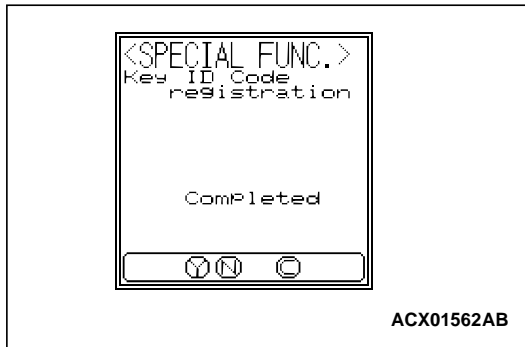 <SPECIAL FUNC.>
Key ID Code
registration
Completed
Y N C
ACX01562AB